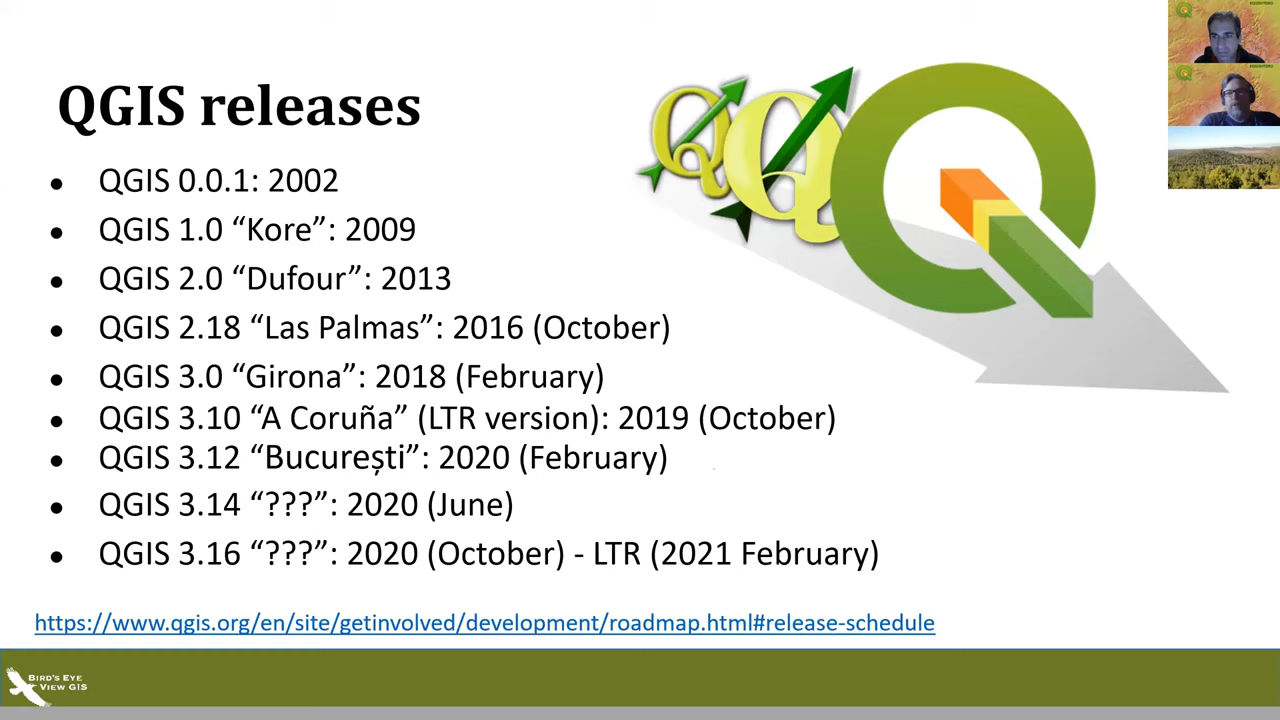 QGIS releases
• QGIS 0.0.1: 2002
• QGIS 1.0 “Kore”: 2009
• QGIS 2.0 “Dufour”: 2013
• QGIS 2.18 “Las Palmas”: 2016 (October)
• QGIS 3.0 “Girona”: 2018 (February)
• QGIS 3.10 “A Coruña” (LTR version): 2019 (October)
• QGIS 3.12 “București”: 2020 (February)
• QGIS 3.14 “???”: 2020 (June)
• QGIS 3.16 “???”: 2020 (October) - LTR (2021 February)
https://www.qgis.org/en/site/getinvolved/development/roadmap.html#release-schedule
BIRD'S EYE
VIEW GIS